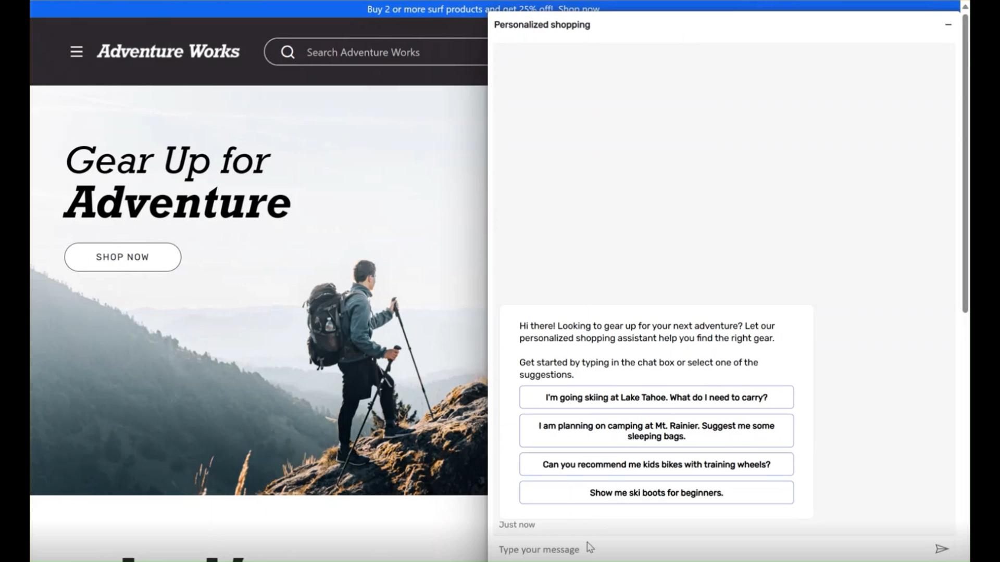 Buy 2 or more surf products and get 25% off! Shop now
Personalized shopping
Adventure Works
Search Adventure Works
Gear Up for
Adventure
SHOP NOW
Hi there! Looking to gear up for your next adventure? Let our
personalized shopping assistant help you find the right gear.
Get started by typing in the chat box or select one of the
suggestions.
I'm going skiing at Lake Tahoe. What do I need to carry?
I am planning on camping at Mt. Rainier. Suggest me some
sleeping bags.
Can you recommend me kids bikes with training wheels?
Show me ski boots for beginners.
Just now
Type your message